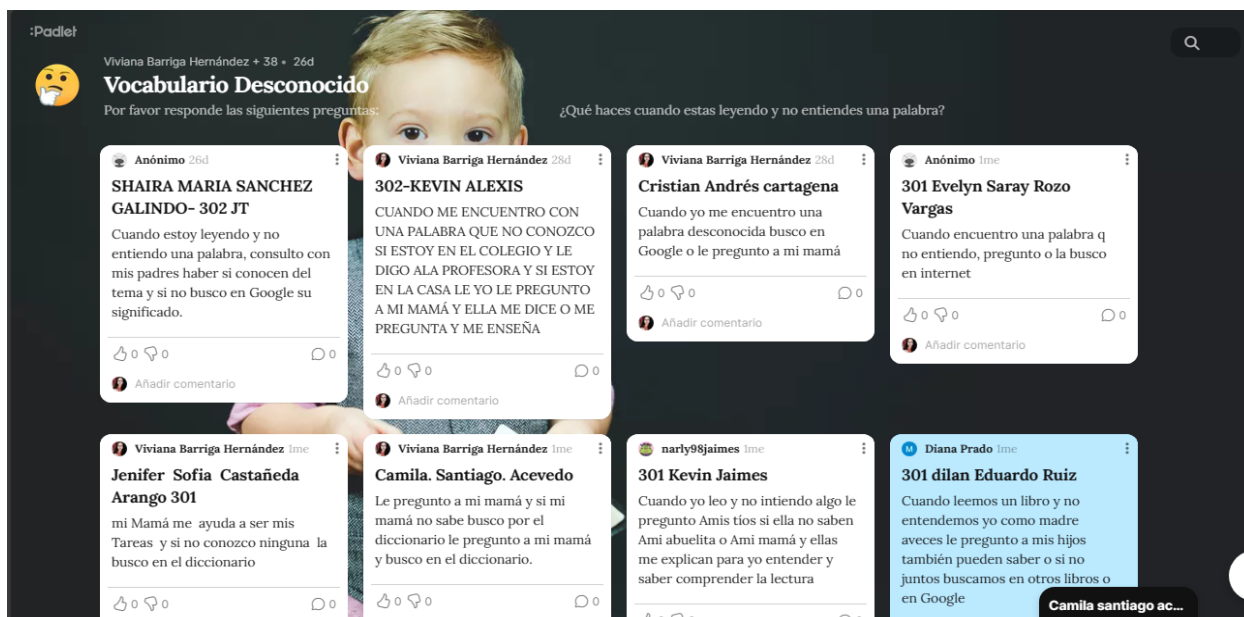 :Padlet
Viviana Barriga Hernández + 38 • 26d
Vocabulario Desconocido
Por favor responde las siguientes preguntas: ¿Qué haces cuando estas leyendo y no entiendes una palabra?
Anónimo 26d
SHAIRA MARIA SANCHEZ
GALINDO- 302 JT
Cuando estoy leyendo y no
entiendo una palabra, consulto con
mis padres haber si conocen del
tema y si no busco en Google su
significado.
0 0 0
Añadir comentario
Viviana Barriga Hernández 28d
302-KEVIN ALEXIS
CUANDO ME ENCUENTRO CON
UNA PALABRA QUE NO CONOZCO
SI ESTOY EN EL COLEGIO Y LE
DIGO ALA PROFESORA Y SI ESTOY
EN LA CASA LE YO LE PREGUNTO
A MI MAMÁ Y ELLA ME DICE O ME
PREGUNTA Y ME ENSEÑA
0 0 0
Añadir comentario
Viviana Barriga Hernández 28d
Cristian Andrés cartagena
Cuando yo me encuentro una
palabra desconocida busco en
Google o le pregunto a mi mamá
0 0 0
Añadir comentario
Anónimo 1me
301 Evelyn Saray Rozo
Vargas
Cuando encuentro una palabra q
no entiendo, pregunto o la busco
en internet
0 0 0
Añadir comentario
Viviana Barriga Hernández 1me
Jenifer Sofia Castañeda
Arango 301
mi Mamá me ayuda a ser mis
Tareas y si no conozco ninguna la
busco en el diccionario
0 0 0
Viviana Barriga Hernández 1me
Camila. Santiago. Acevedo
Le pregunto a mi mamá y si mi
mamá no sabe busco por el
diccionario le pregunto a mi mamá
y busco en el diccionario.
0 0 0
narly98jaimes 1me
301 Kevin Jaimes
Cuando yo leo y no intiendo algo le
pregunto Amis tíos si ella no saben
Ami abuelita o Ami mamá y ellas
me explican para yo entender y
saber comprender la lectura
M Diana Prado 1me
301 dilan Eduardo Ruiz
Cuando leemos un libro y no
entendemos yo como madre
aveces le pregunto a mis hijos
también pueden saber o si no
juntos buscamos en otros libros o
en Google
Camila santiago ac...